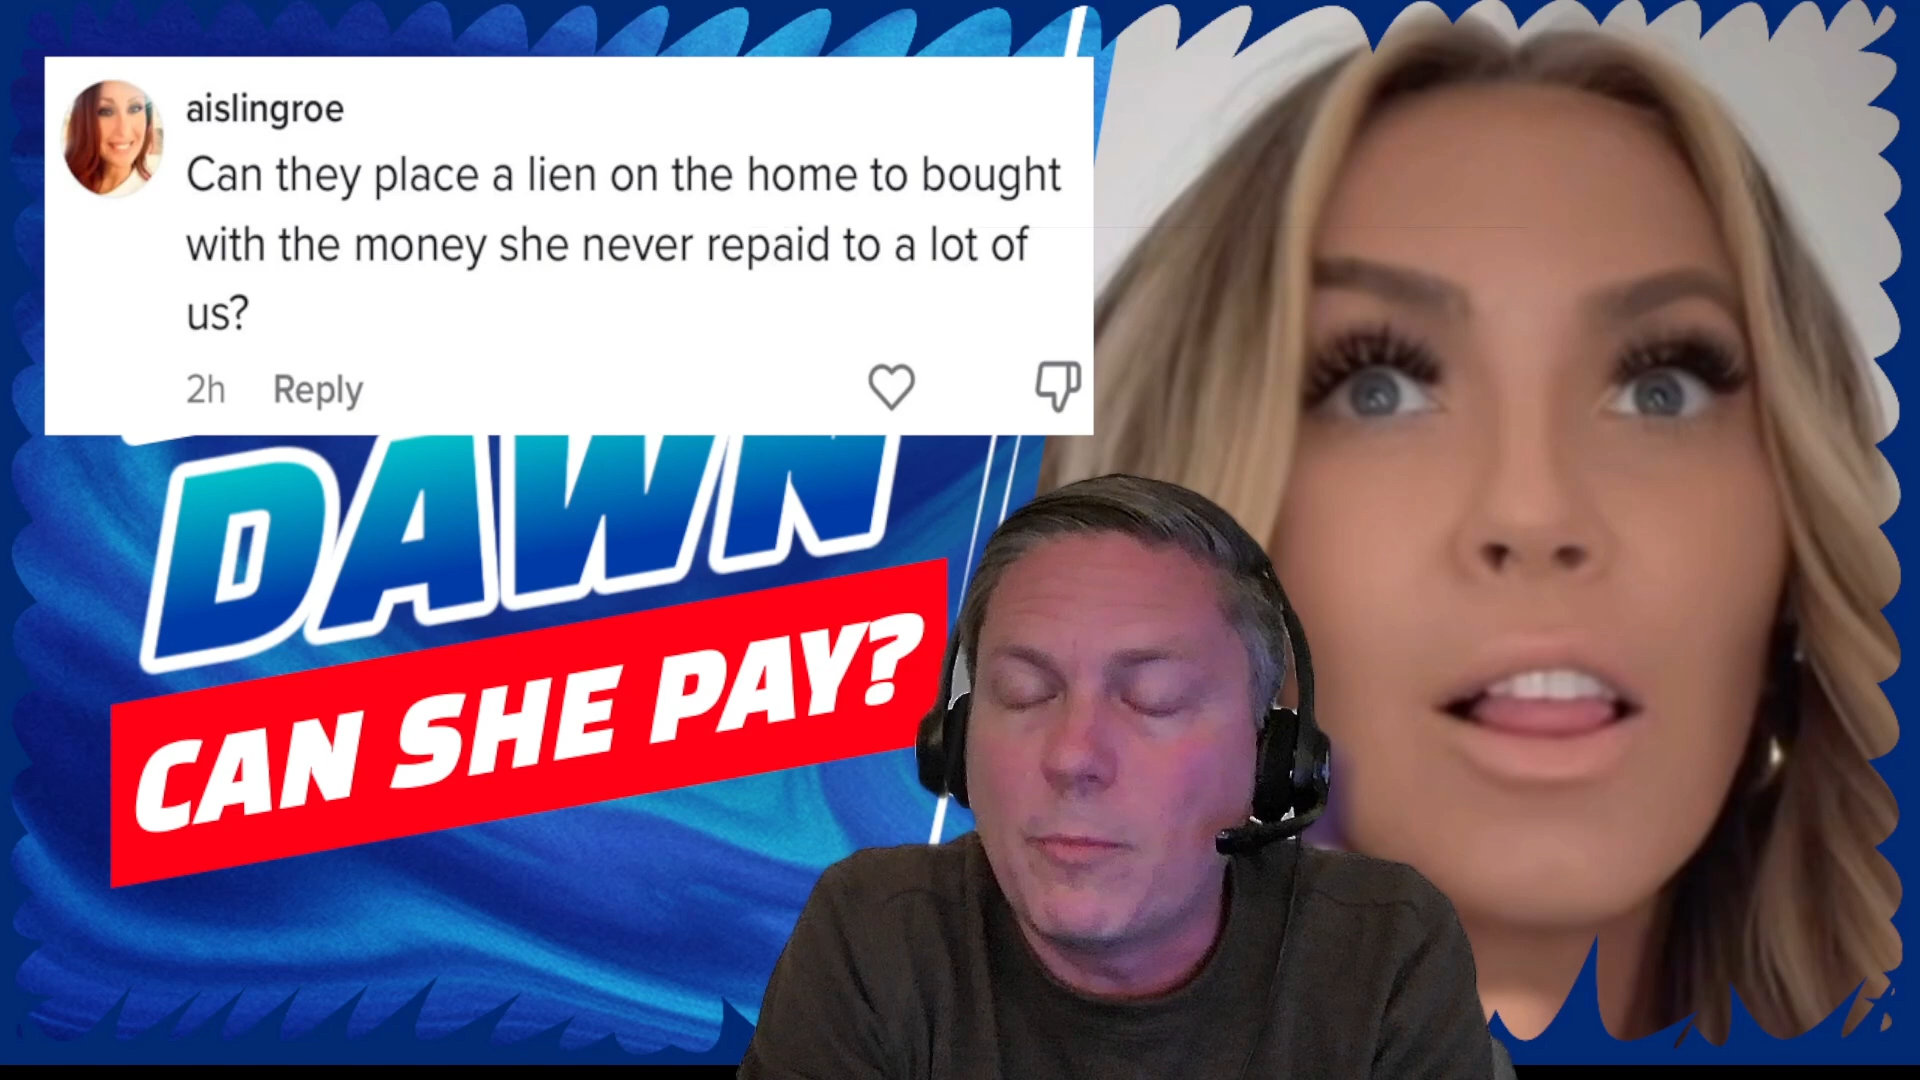 aislingroe
Can they place a lien on the home to bought
with the money she never repaid to a lot of
us?
2h Reply
DAWN
CAN SHE PAY?